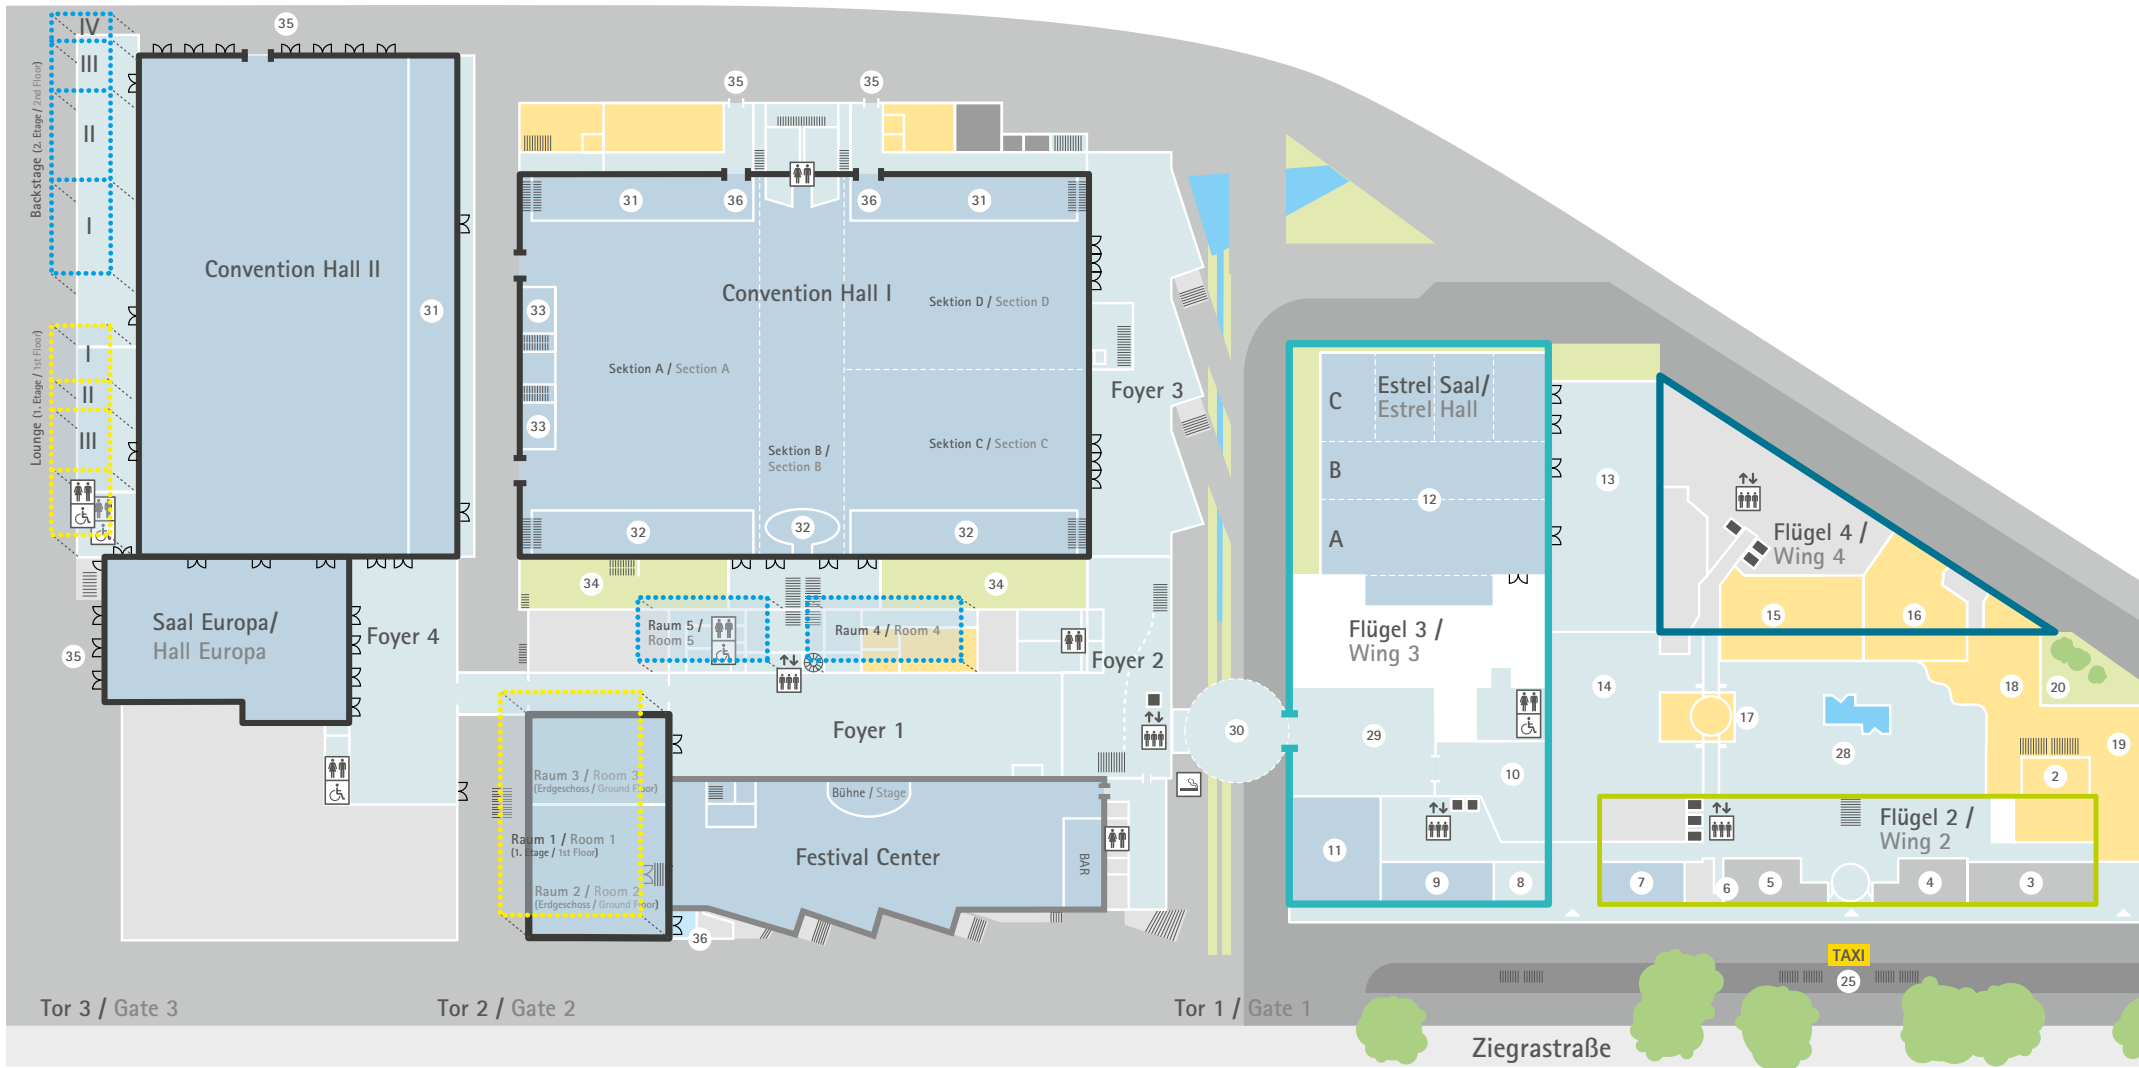 IV
35
III
II
I
Backstage (2. Etage / 2nd Floor)
Convention Hall II
31
I
II
III
Lounge (1. Etage / 1st Floor)
Saal Europa/
Hall Europa
35
Foyer 4
35
35
31
36
36
31
33
33
Convention Hall I
Sektion D / Section D
Sektion A / Section A
Sektion B /
Section B
Sektion C / Section C
32
32
32
34
34
Foyer 3
Raum 5 /
Room 5
Raum 4 / Room 4
Foyer 2
Foyer 1
30
Raum 3 / Room 3
(Erdgeschoss / Ground Floor)
Raum 1 / Room 1
(1. Etage / 1st Floor)
Raum 2 / Room 2
(Erdgeschoss / Ground Floor)
Bühne / Stage
Festival Center
BAR
36
C
B
A
Estrel Saal/
Estrel Hall
12
13
Flügel 3 /
Wing 3
14
29
10
11
9
8
Flügel 4 /
Wing 4
15
16
17
18
20
19
28
2
Flügel 2 /
Wing 2
7
6
5
4
3
TAXI
25
Tor 3 / Gate 3
Tor 2 / Gate 2
Tor 1 / Gate 1
Ziegrastraße